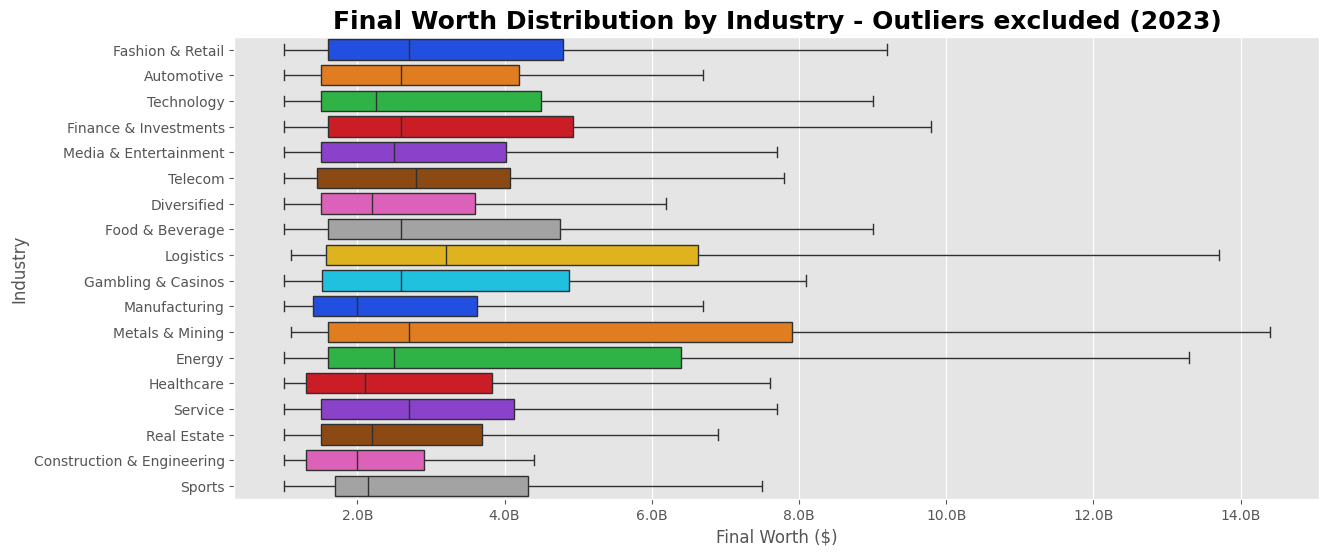 Final Worth Distribution by Industry - Outliers excluded (2023)
Industry
Fashion & Retail
Automotive
Technology
Finance & Investments
Media & Entertainment
Telecom
Diversified
Food & Beverage
Logistics
Gambling & Casinos
Manufacturing
Metals & Mining
Energy
Healthcare
Service
Real Estate
Construction & Engineering
Sports
2.0B 4.0B 6.0B 8.0B 10.0B 12.0B 14.0B
Final Worth ($)